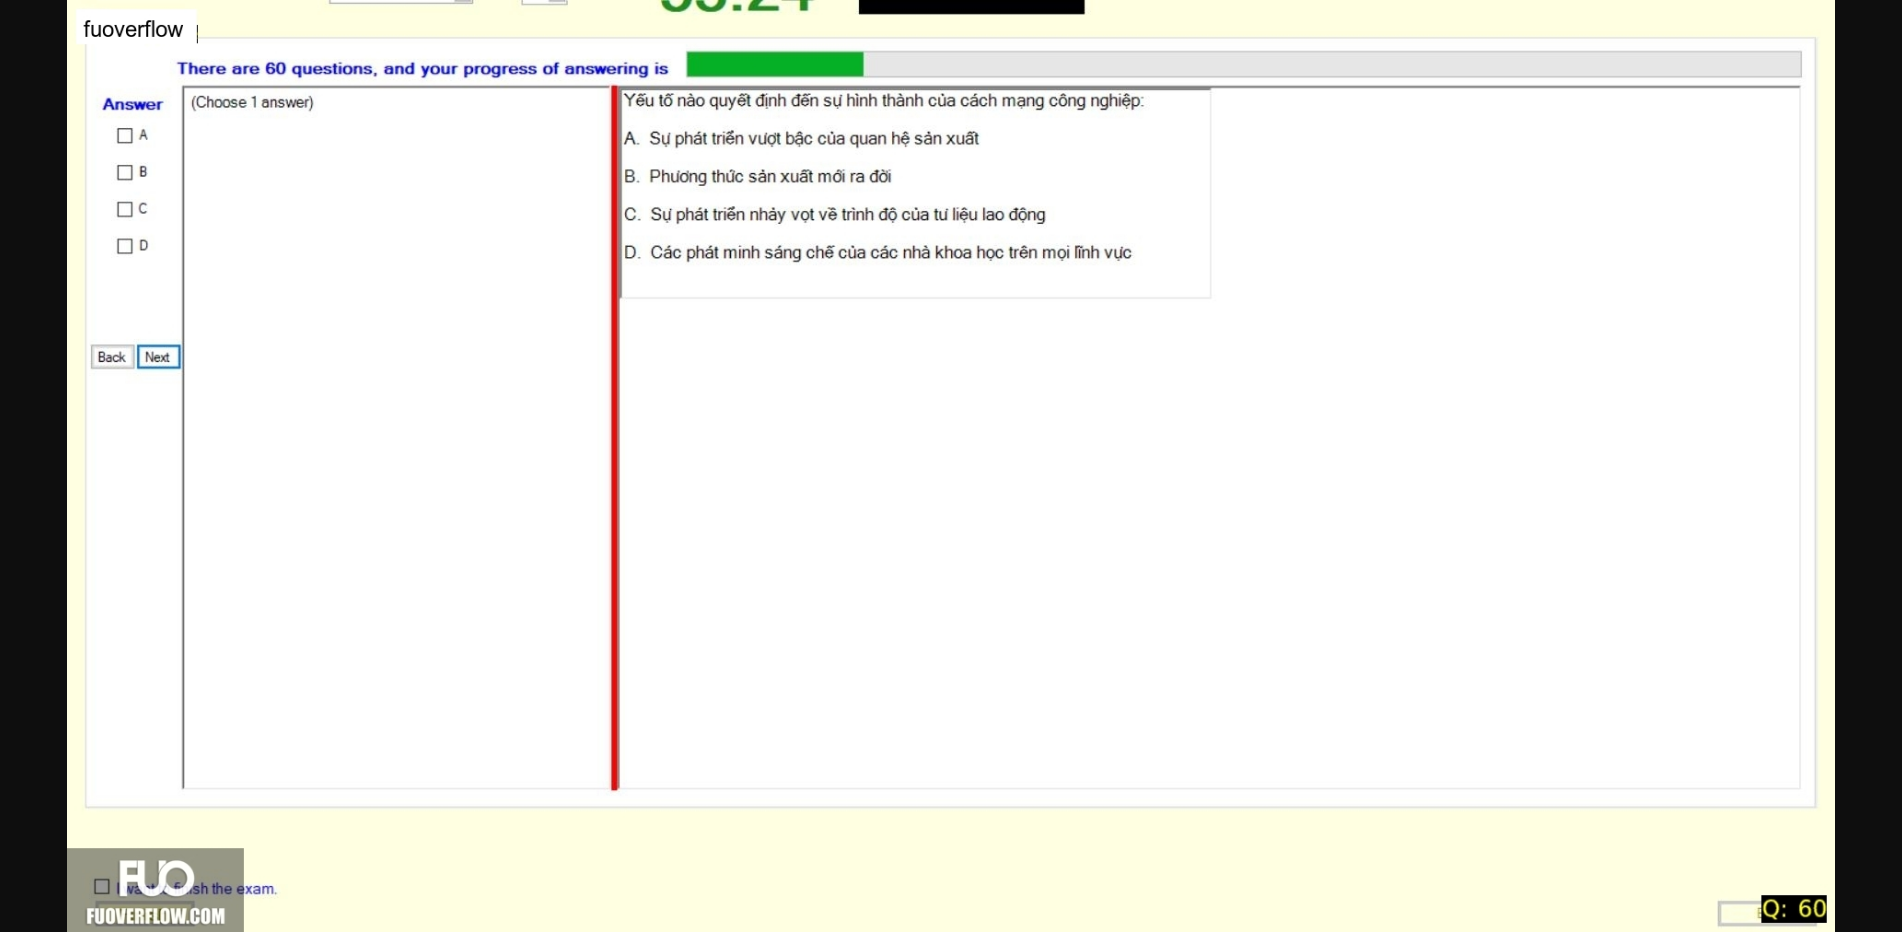 fuoverflow
There are 60 questions, and your progress of answering is
Answer
(Choose 1 answer)
A
B
C
D
Back
Next
Yếu tố nào quyết định đến sự hình thành của cách mạng công nghiệp:
A. Sự phát triển vượt bậc của quan hệ sản xuất
B. Phương thức sản xuất mới ra đời
C. Sự phát triển nhảy vọt về trình độ của tư liệu lao động
D. Các phát minh sáng chế của các nhà khoa học trên mọi lĩnh vực
FUO
the exam.
FUOVERFLOW.COM
Q: 60